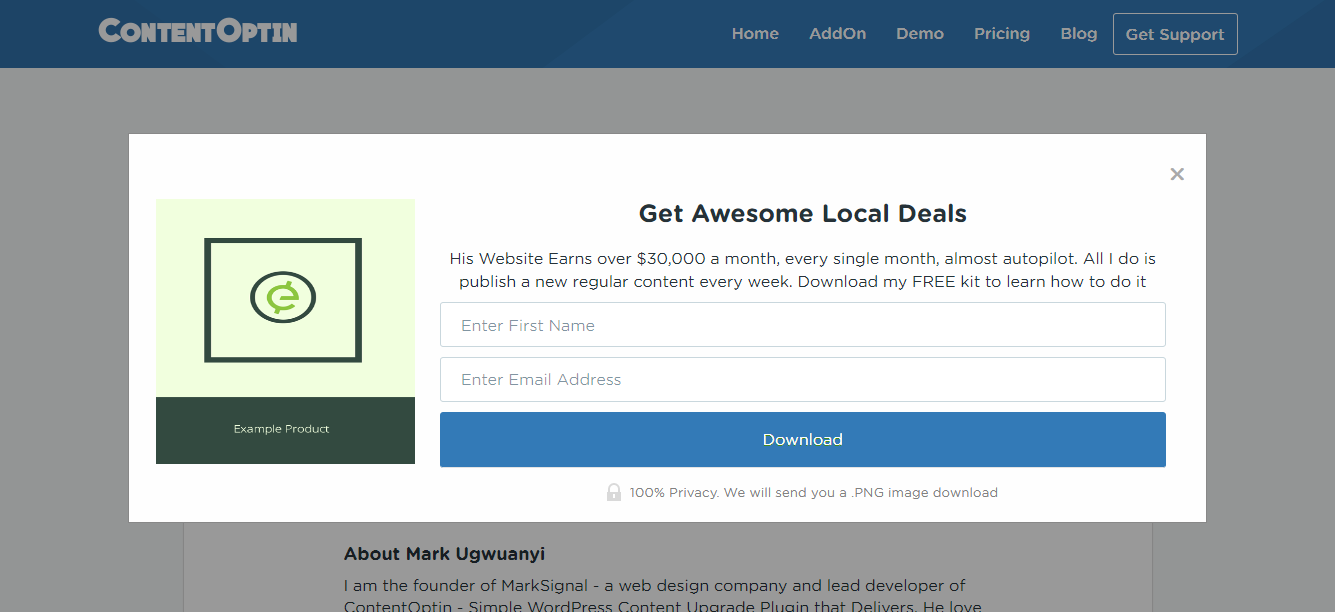 ContentOptin
Home AddOn Demo Pricing Blog Get Support
Get Awesome Local Deals
His Website Earns over $30,000 a month, every single month, almost autopilot. All I do is
publish a new regular content every week. Download my FREE kit to learn how to do it
Enter First Name
Enter Email Address
Example Product
Download
100% Privacy. We will send you a .PNG image download
About Mark Ugwuanyi
I am the founder of MarkSignal - a web design company and lead developer of
ContentOptin - Simple WordPress Content Upgrade Plugin that Delivers. He love